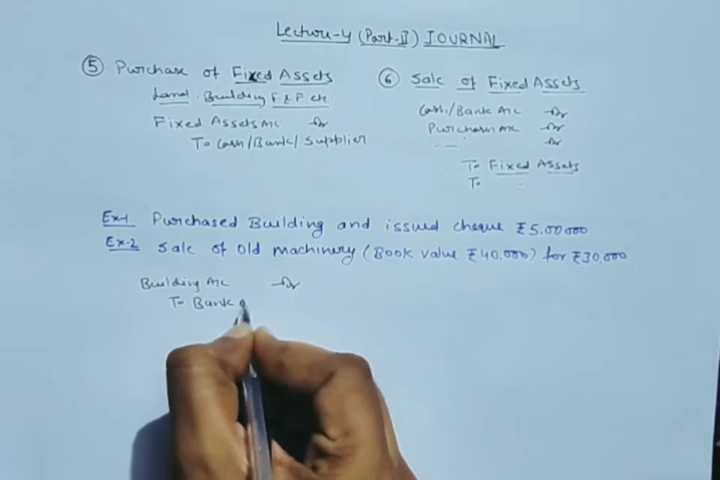 Lecture-4 (Part-II) JOURNAL
⑤ Purchase of Fixed Assets
Land, Building, F & F etc
Fixed Assets A/c Dr
To Cash/Bank/Supplier
⑥ Sale of Fixed Assets
Cash/Bank A/c Dr
Purchaser A/c Dr
Dr
To Fixed Assets
To
Ex-1 Purchased Building and issued cheque ₹5,00,000
Ex-2 Sale of Old machinery (Book value ₹40,000) for ₹30,000
Building A/c Dr
To Bank